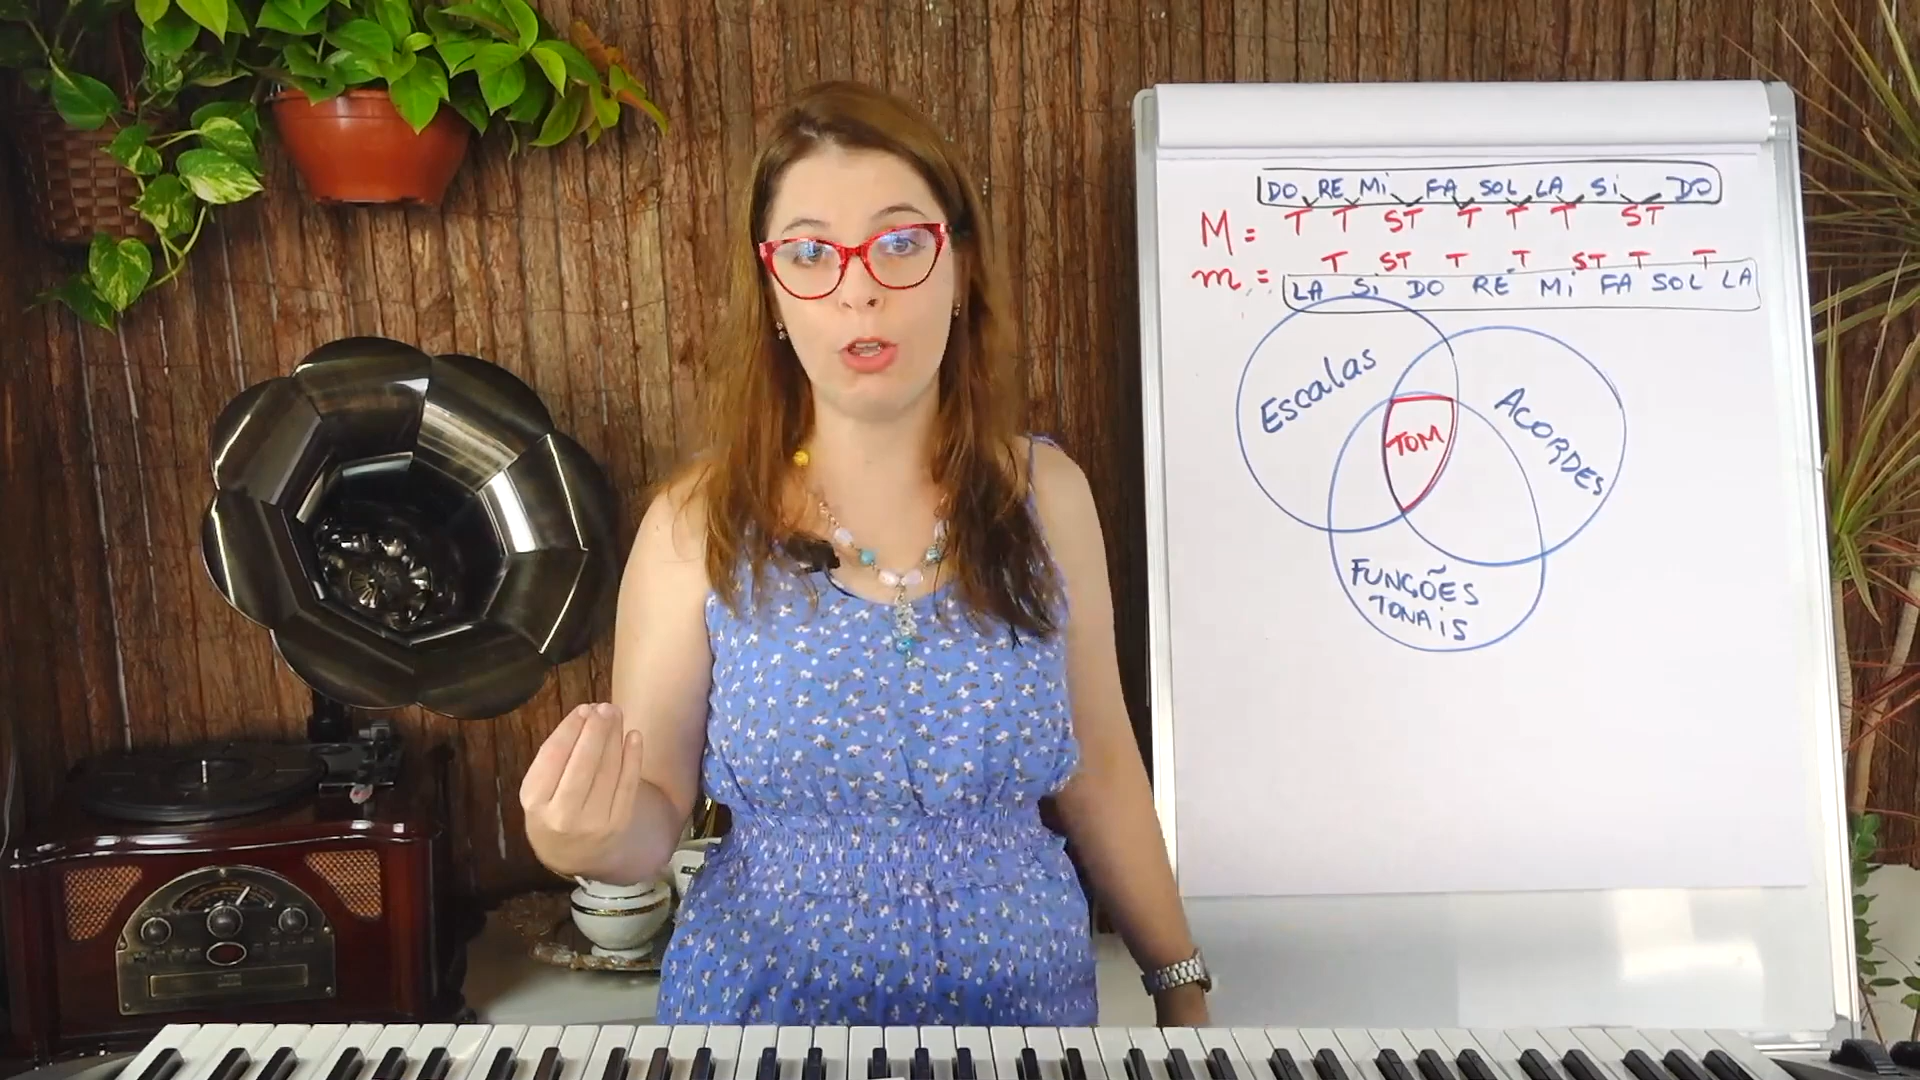 DO RE Mi FA SOL LA Si DO
M = T T ST T T T ST
T ST T T ST T T
m = LA Si DO RÉ Mi FA SOL LA
Escalas
ACORDES
TOM
FUNÇÕES
TONAIS